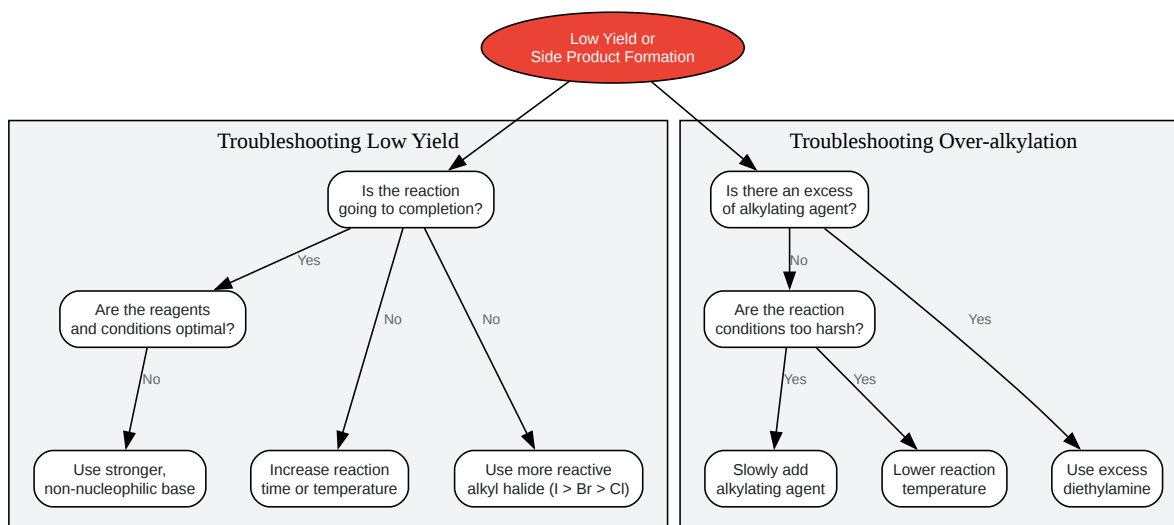 Low Yield or
Side Product Formation
Troubleshooting Low Yield
Is the reaction
going to completion?
Yes
No
No
Are the reagents
and conditions optimal?
No
Use stronger,
non-nucleophilic base
Increase reaction
time or temperature
Use more reactive
alkyl halide (I > Br > Cl)
Troubleshooting Over-alkylation
Is there an excess
of alkylating agent?
No
Yes
Are the reaction
conditions too harsh?
Yes
Yes
Slowly add
alkylating agent
Lower reaction
temperature
Use excess
diethylamine